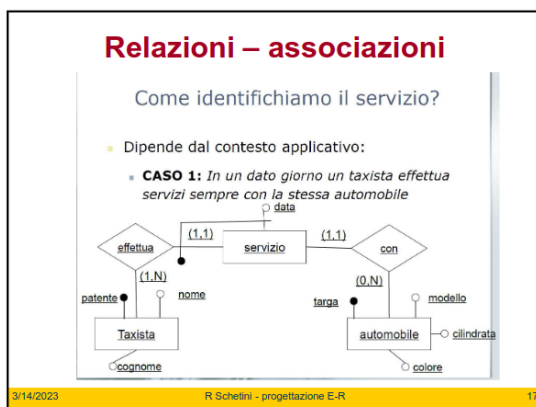 Relazioni – associazioni
Come identifichiamo il servizio?
Dipende dal contesto applicativo:
CASO 1: In un dato giorno un taxista effettua
servizi sempre con la stessa automobile
data
effettua
(1,1)
servizio
(1,1)
con
(1,N)
(0,N)
patente
nome
targa
modello
Taxista
automobile
cilindrata
cognome
colore
3/14/2023
R Schetini - progettazione E-R
17